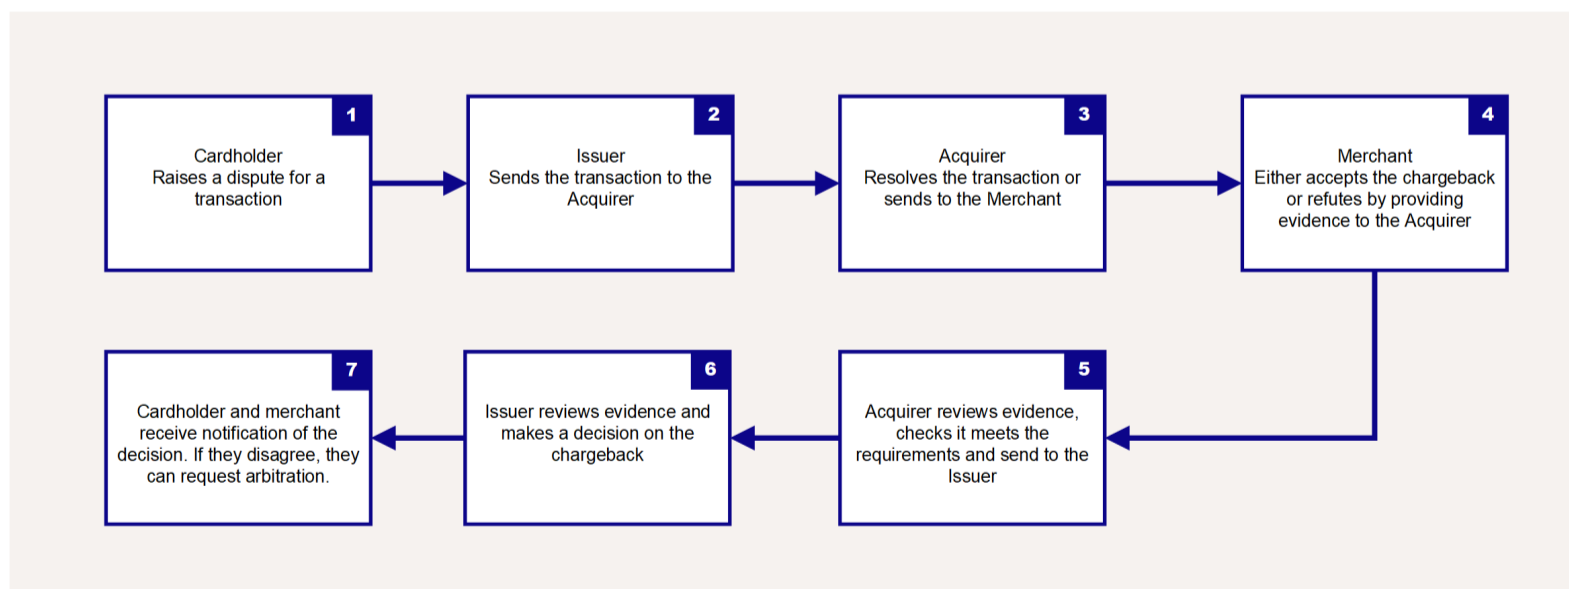 1
Cardholder
Raises a dispute for a
transaction
2
Issuer
Sends the transaction to the
Acquirer
3
Acquirer
Resolves the transaction or
sends to the Merchant
4
Merchant
Either accepts the chargeback
or refutes by providing
evidence to the Acquirer
5
Acquirer reviews evidence,
checks it meets the
requirements and send to the
Issuer
6
Issuer reviews evidence and
makes a decision on the
chargeback
7
Cardholder and merchant
receive notification of the
decision. If they disagree, they
can request arbitration.